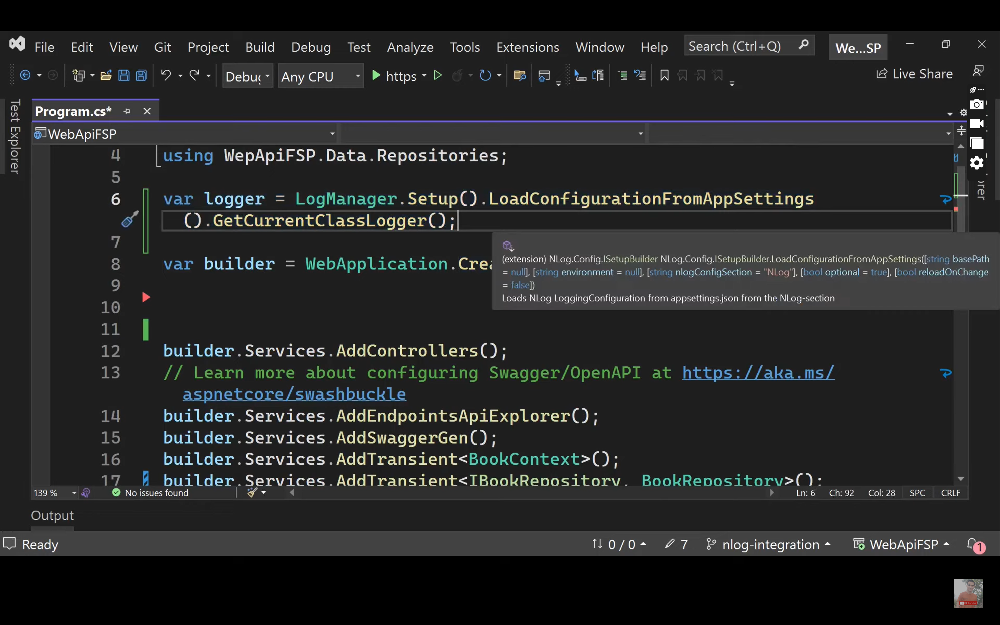 File Edit View Git Project Build Debug Test Analyze Tools Extensions Window Help Search (Ctrl+Q) We...SP
Any CPU https Live Share
Test Explorer
Program.cs*
WebApiFSP
4 using WepApiFSP.Data.Repositories;
5
6 var logger = LogManager.Setup().LoadConfigurationFromAppSettings
().GetCurrentClassLogger();
7
(extension) NLog.Config.ISetupBuilder NLog.Config.ISetupBuilder.LoadConfigurationFromAppSettings([string basePath
= null], [string environment = null], [string nlogConfigSection = "NLog"], [bool optional = true], [bool reloadOnChange
= false])
Loads NLog LoggingConfiguration from appsettings.json from the NLog-section
8 var builder = WebApplication.Crea
9
10
11
12 builder.Services.AddControllers();
13 // Learn more about configuring Swagger/OpenAPI at https://aka.ms/
aspnetcore/swashbuckle
14 builder.Services.AddEndpointsApiExplorer();
15 builder.Services.AddSwaggerGen();
16 builder.Services.AddTransient<BookContext>();
17 builder.Services.AddTransient<IBookRepository, BookRepository>();
139 % No issues found Ln: 6 Ch: 92 Col: 28 SPC CRLF
Output
Ready 0 / 0 7 nlog-integration WebApiFSP 1
Subscribe